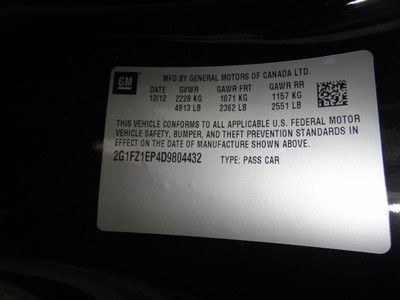 GM
MFD BY GENERAL MOTORS OF CANADA LTD.
DATE GVWR GAWR FRT GAWR RR
12/12 2228 KG 1071 KG 1157 KG
4913 LB 2362 LB 2551 LB
THIS VEHICLE CONFORMS TO ALL APPLICABLE U.S. FEDERAL MOTOR
VEHICLE SAFETY, BUMPER, AND THEFT PREVENTION STANDARDS IN
EFFECT ON THE DATE OF MANUFACTURE SHOWN ABOVE.
2G1FZ1EP4D9804432 TYPE: PASS CAR